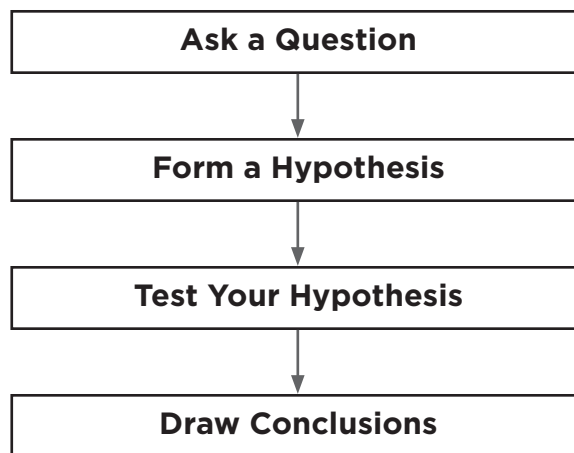 Ask a Question
Form a Hypothesis
Test Your Hypothesis
Draw Conclusions